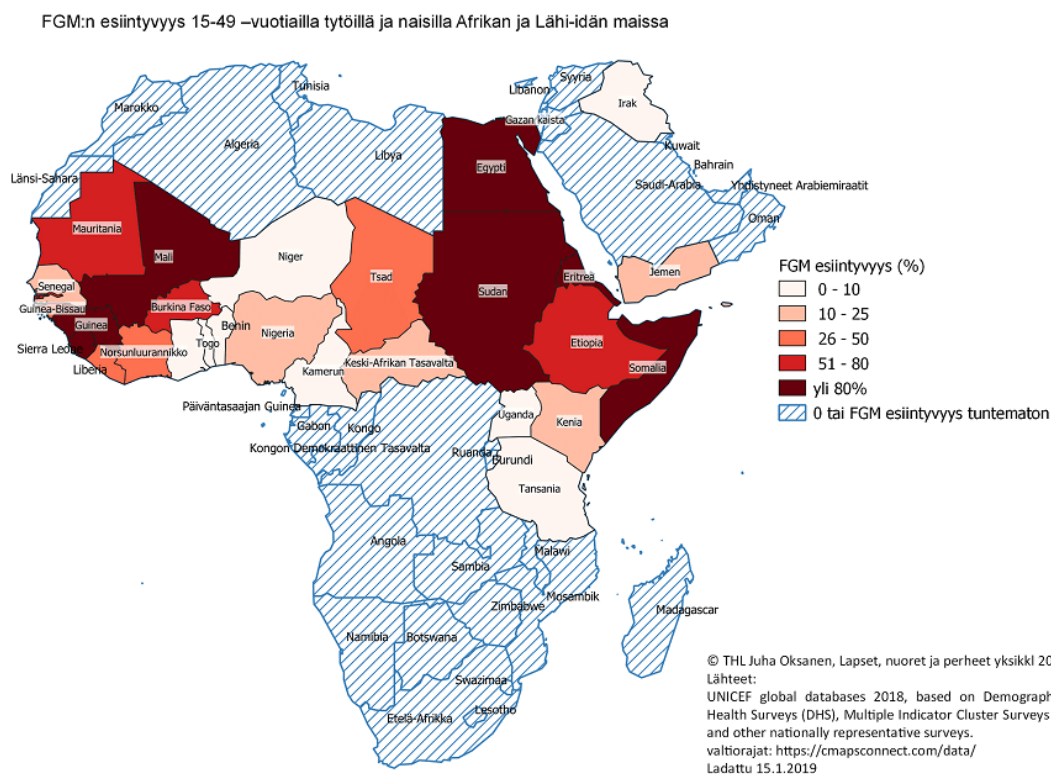 FGM:n esiintyvyys 15-49 –vuotiailla tytöillä ja naisilla Afrikan ja Lähi-idän maissa
Tunisia
Syyria
Libanon
Irak
Marokko
Gazan kaista
Algeria
Libya
Egypti
Kuwait
Bahrain
Länsi-Sahara
Saudi-Arabia
Yhdistyneet Arabiemiraatit
Oman
Mauritania
Mali
Niger
Tsad
Sudan
Eritrea
Jemen
Senegal
Guinea-Bissau
Burkina Faso
Guinea
Benin
Nigeria
Etiopia
Sierra Leone
Norsunluurannikko
Togo
Keski-Afrikan Tasavalta
Somalia
Liberia
Kamerun
Päiväntasaajan Guinea
Uganda
Kenia
Gabon
Kongo
Kongon Demokraattinen Tasavalta
Ruanda
Burundi
Tansania
Angola
Malawi
Sambia
Mosambik
Zimbabwe
Madagascar
Namibia
Botswana
Swazimaa
Lesotho
Etelä-Afrikka
FGM esiintyvyys (%)
0 - 10
10 - 25
26 - 50
51 - 80
yli 80%
0 tai FGM esiintyvyys tuntematon
© THL Juha Oksanen, Lapset, nuoret ja perheet yksikkl 20
Lähteet:
UNICEF global databases 2018, based on Demograph
Health Surveys (DHS), Multiple Indicator Cluster Surveys
and other nationally representative surveys.
valtiorajat: https://cmapsconnect.com/data/
Ladattu 15.1.2019